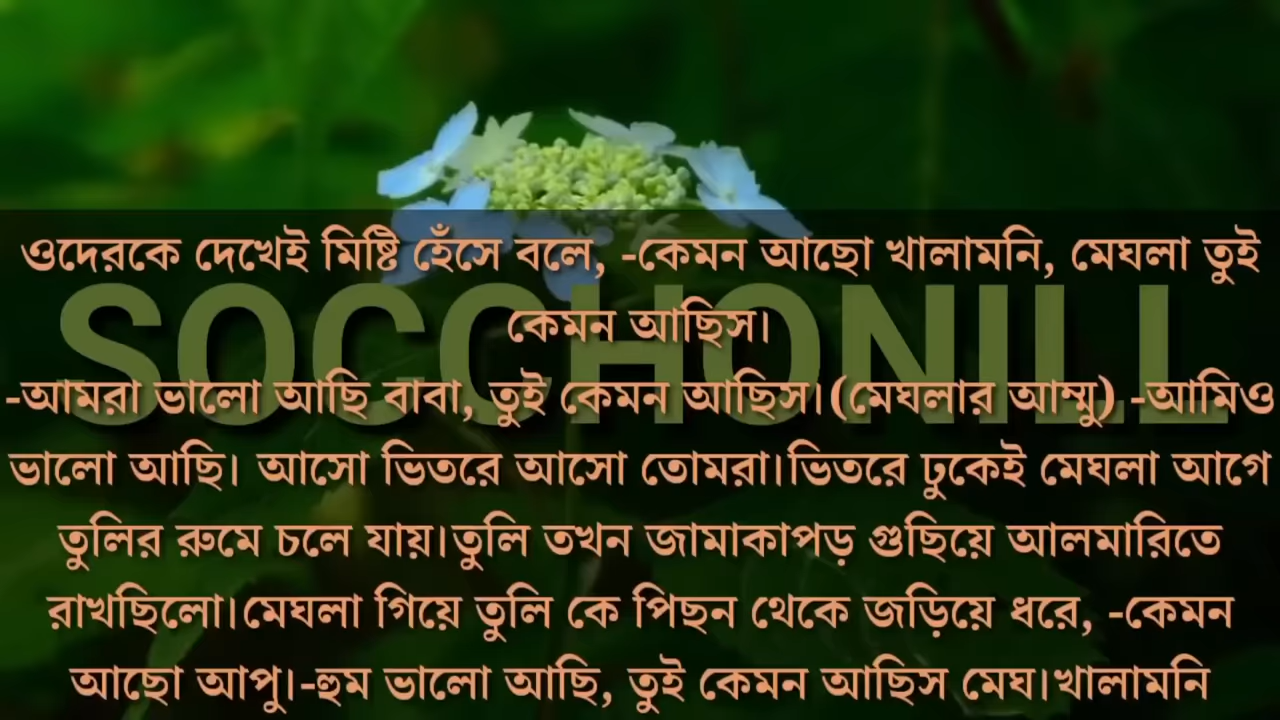 ওদেরকে দেখেই মিষ্টি হেঁসে বলে, -কেমন আছো খালামনি, মেঘলা তুই
SOCCHONILL
কেমন আছিস।
-আমরা ভালো আছি বাবা, তুই কেমন আছিস।(মেঘলার আম্মু) -আমিও
ভালো আছি। আসো ভিতরে আসো তোমরা।ভিতরে ঢুকেই মেঘলা আগে
তুলির রুমে চলে যায়।তুলি তখন জামাকাপড় গুছিয়ে আলমারিতে
রাখছিলো।মেঘলা গিয়ে তুলি কে পিছন থেকে জড়িয়ে ধরে, -কেমন
আছো আপু।-হুম ভালো আছি, তুই কেমন আছিস মেঘ।খালামনি